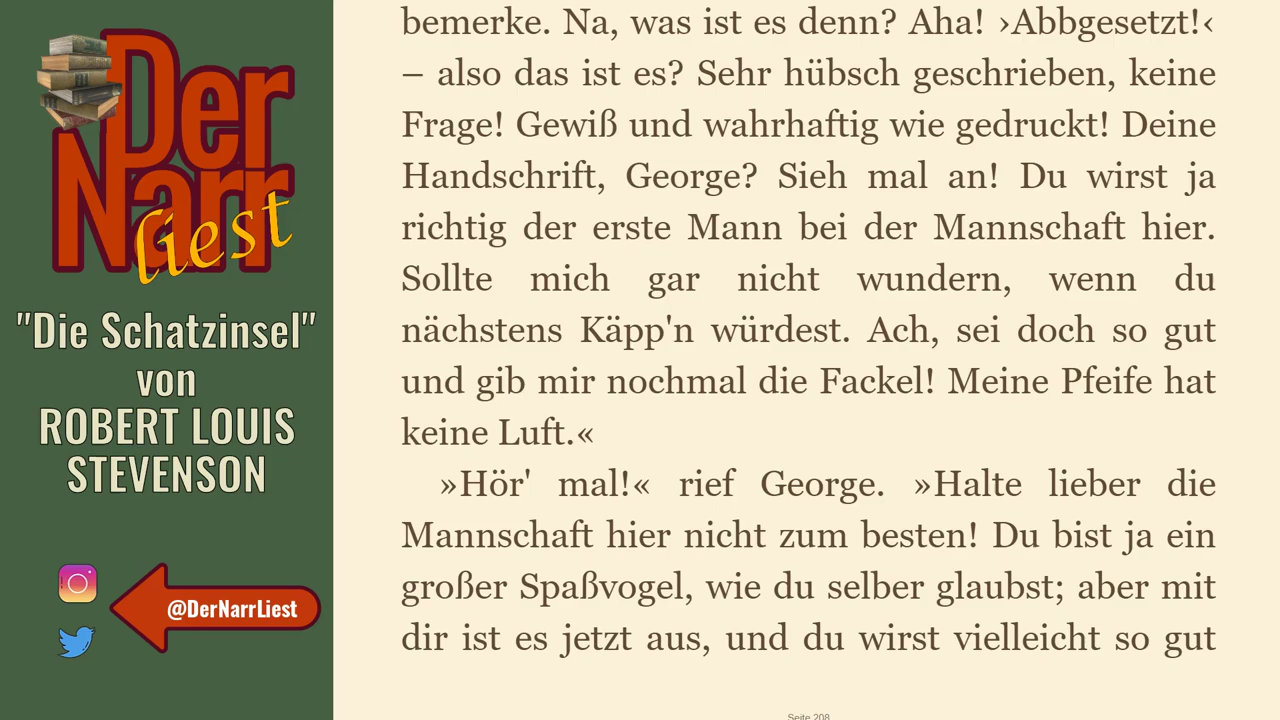 Der
Narr
liest
"Die Schatzinsel"
von
ROBERT LOUIS
STEVENSON
@DerNarrLiest
bemerke. Na, was ist es denn? Aha! ›Abbgesetzt!‹
– also das ist es? Sehr hübsch geschrieben, keine
Frage! Gewiß und wahrhaftig wie gedruckt! Deine
Handschrift, George? Sieh mal an! Du wirst ja
richtig der erste Mann bei der Mannschaft hier.
Sollte mich gar nicht wundern, wenn du
nächstens Käpp'n würdest. Ach, sei doch so gut
und gib mir nochmal die Fackel! Meine Pfeife hat
keine Luft.«
»Hör' mal!« rief George. »Halte lieber die
Mannschaft hier nicht zum besten! Du bist ja ein
großer Spaßvogel, wie du selber glaubst; aber mit
dir ist es jetzt aus, und du wirst vielleicht so gut
Seite 208